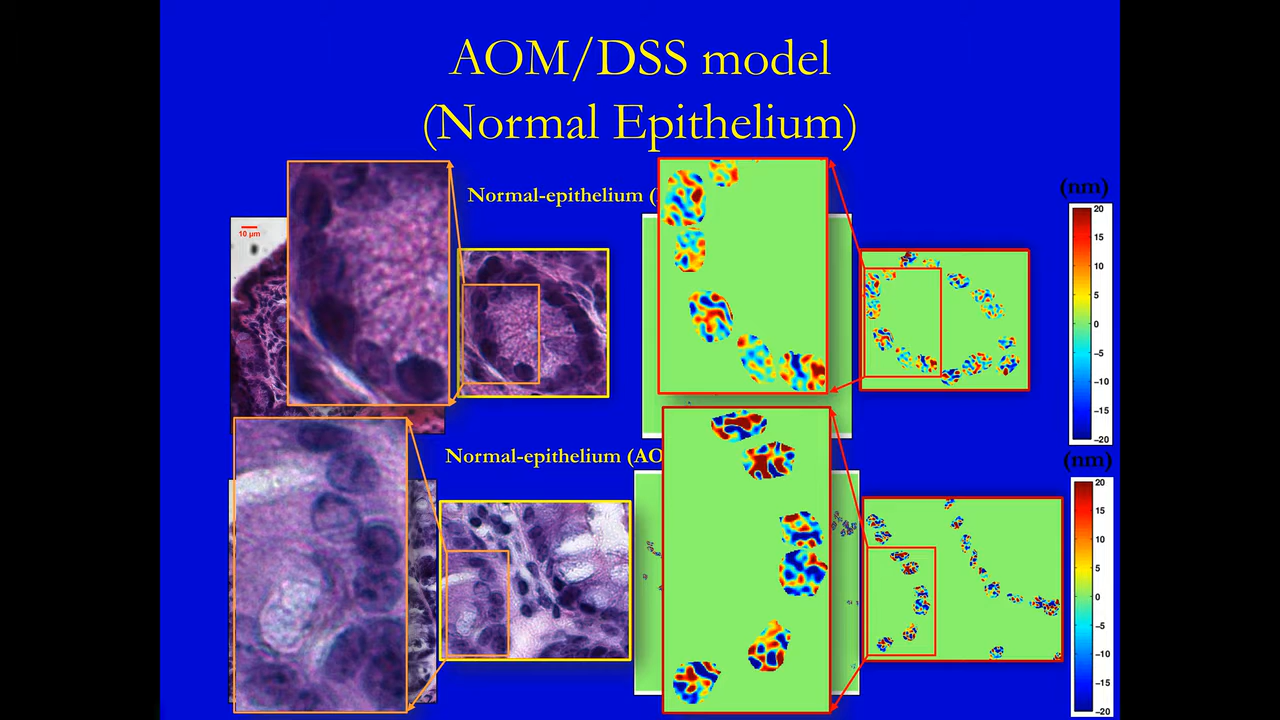 AOM/DSS model
(Normal Epithelium)
Normal-epithelium (
(nm)
10 μm
20
15
10
5
0
−5
−10
−15
−20
Normal-epithelium (AO
(nm)
20
15
10
5
0
−5
−10
−15
−20